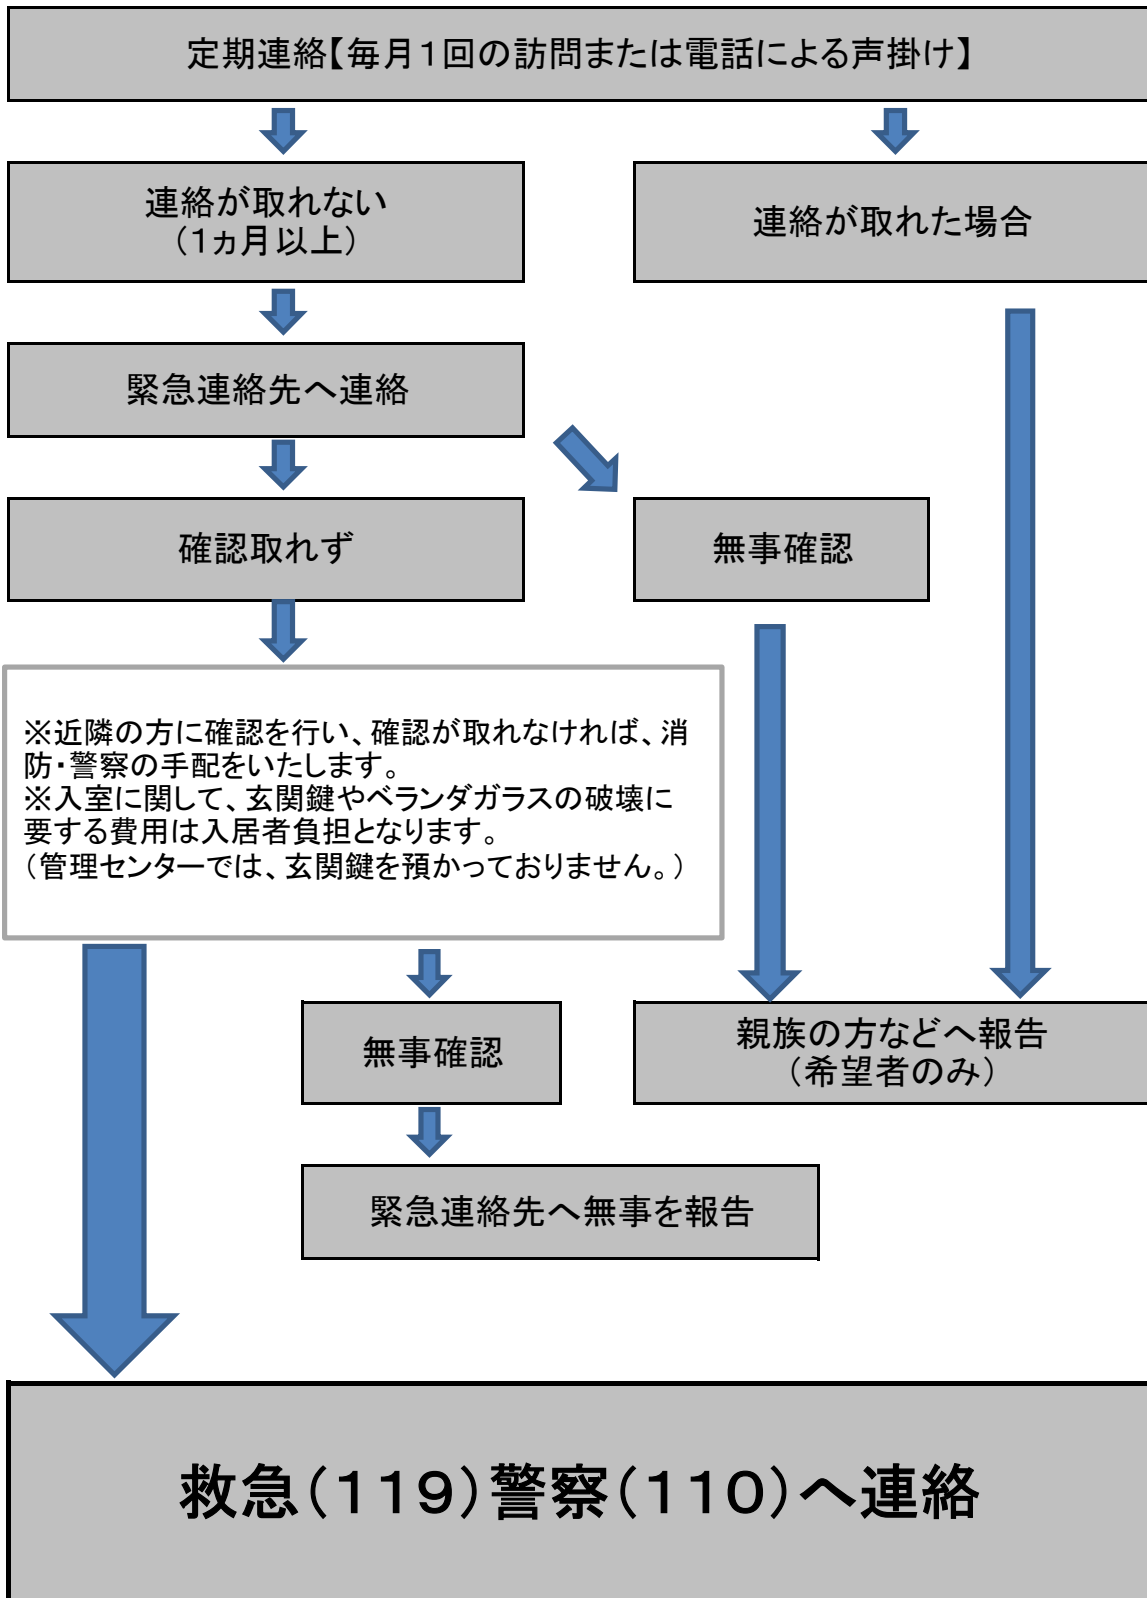 定期連絡【毎月1回の訪問または電話による声掛け】
連絡が取れない
（1ヵ月以上）
連絡が取れた場合
緊急連絡先へ連絡
確認取れず
無事確認
※近隣の方に確認を行い、確認が取れなければ、消
防・警察の手配をいたします。
※入室に関して、玄関鍵やベランダガラスの破壊に
要する費用は入居者負担となります。
（管理センターでは、玄関鍵を預かっておりません。）
無事確認
親族の方などへ報告
（希望者のみ）
緊急連絡先へ無事を報告
救急（119）警察（110）へ連絡